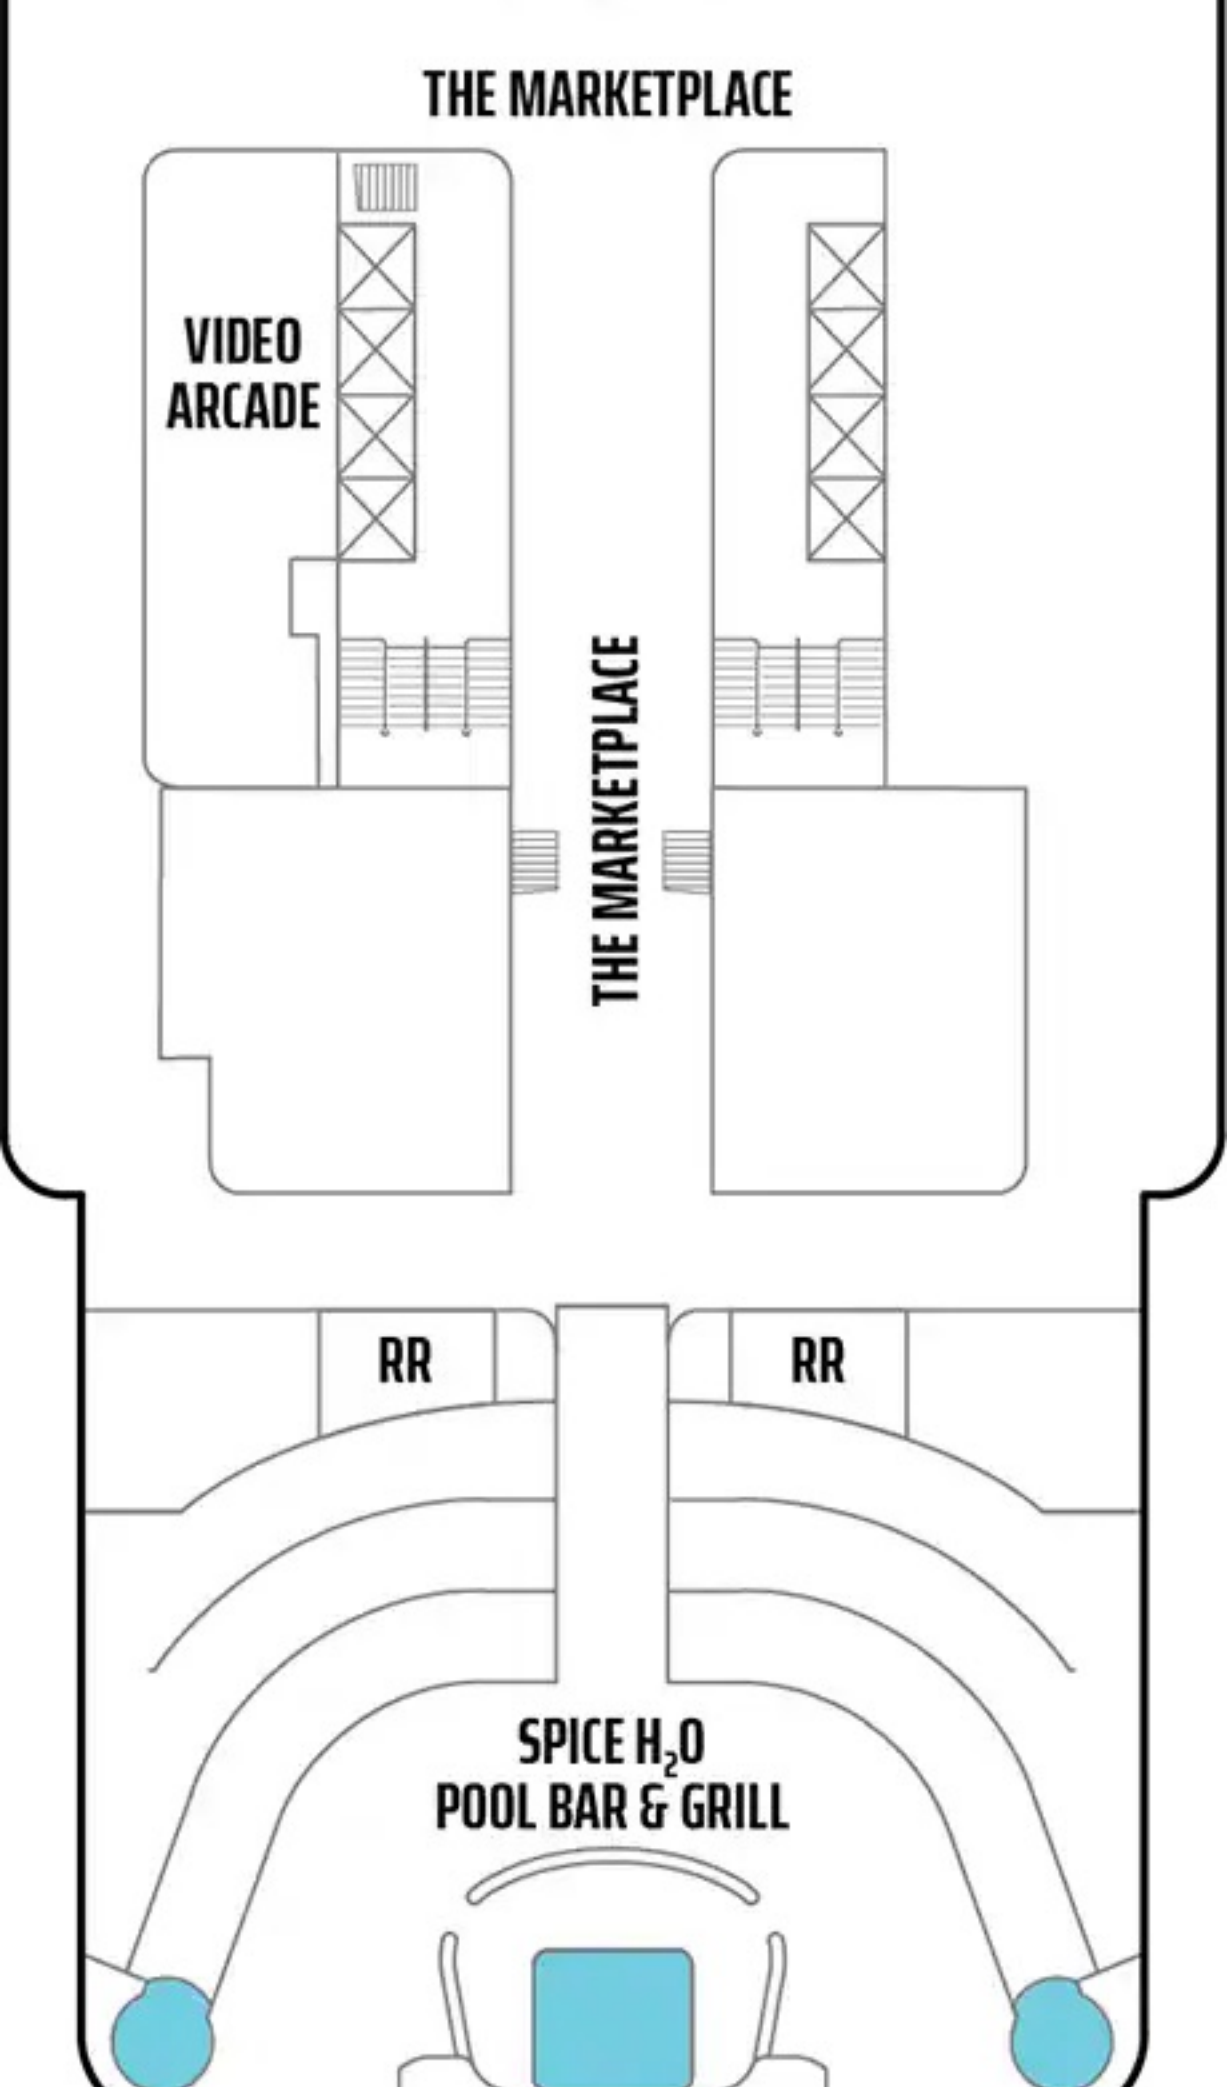 THE MARKETPLACE
VIDEO
ARCADE
THE MARKETPLACE
RR
RR
SPICE H₂O
POOL BAR & GRILL